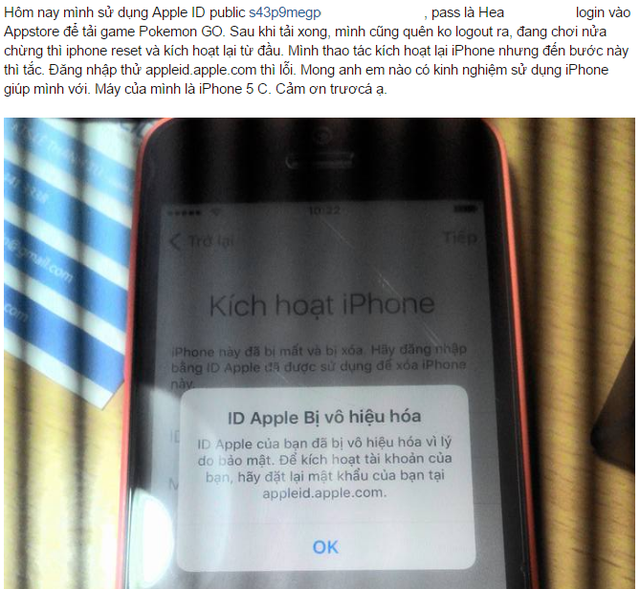 Hôm nay mình sử dụng Apple ID public s43p9megp , pass là Hea login vào
Appstore để tải game Pokemon GO. Sau khi tải xong, mình cũng quên ko logout ra, đang chơi nửa
chừng thì iphone reset và kích hoạt lại từ đầu. Mình thao tác kích hoạt lại iPhone nhưng đến bước này
thì tắc. Đăng nhập thử appleid.apple.com thì lỗi. Mong anh em nào có kinh nghiệm sử dụng iPhone
giúp mình với. Máy của mình là iPhone 5 C. Cảm ơn trươcá ạ.
10:22
Trở lại
Tiếp
Kích hoạt iPhone
iPhone này đã bị mất và bị xóa. Hãy đăng nhập
bằng ID Apple đã được sử dụng để xóa iPhone
này.
ID Apple Bị vô hiệu hóa
ID Apple của bạn đã bị vô hiệu hóa vì lý
do bảo mật. Để kích hoạt tài khoản của
bạn, hãy đặt lại mật khẩu của bạn tại
appleid.apple.com.
OK
@gmail.com
.com